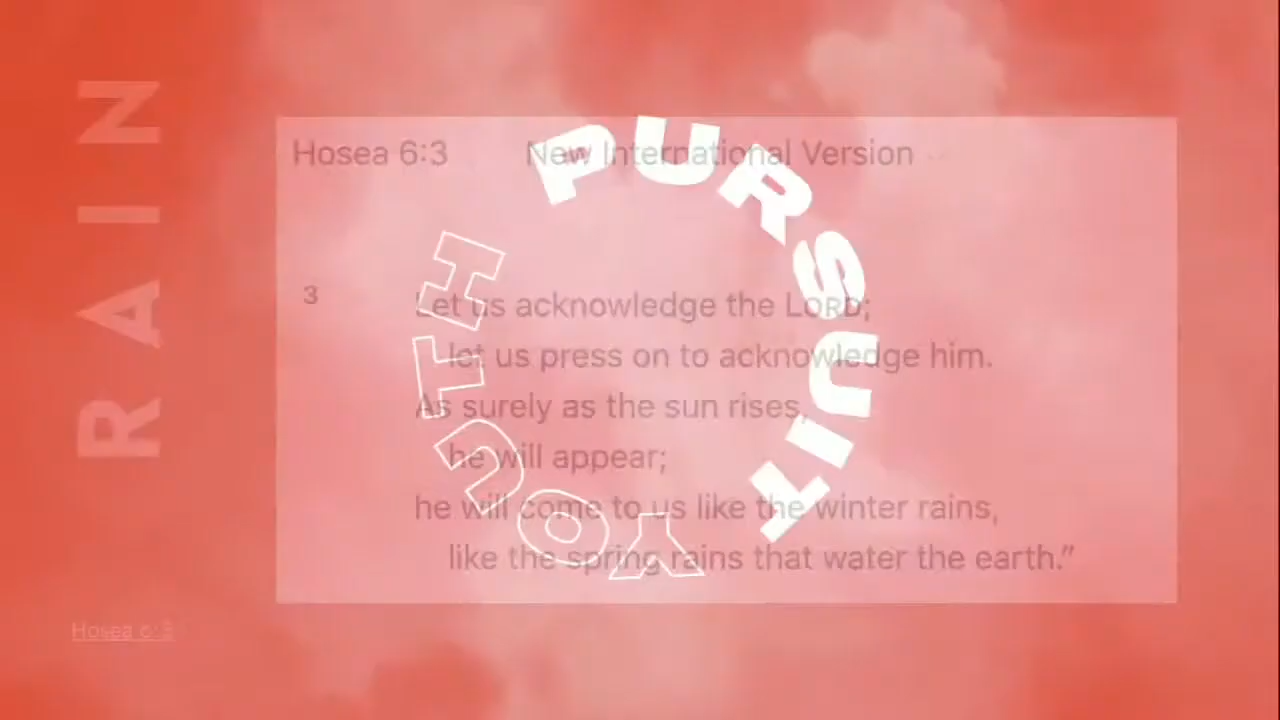 RAIN
Hosea 6:3 New International Version
PURSUIT
YOUTH
3 Let us acknowledge the LORD;
let us press on to acknowledge him.
As surely as the sun rises,
he will appear;
he will come to us like the winter rains,
like the spring rains that water the earth.”
Hosea 6:3